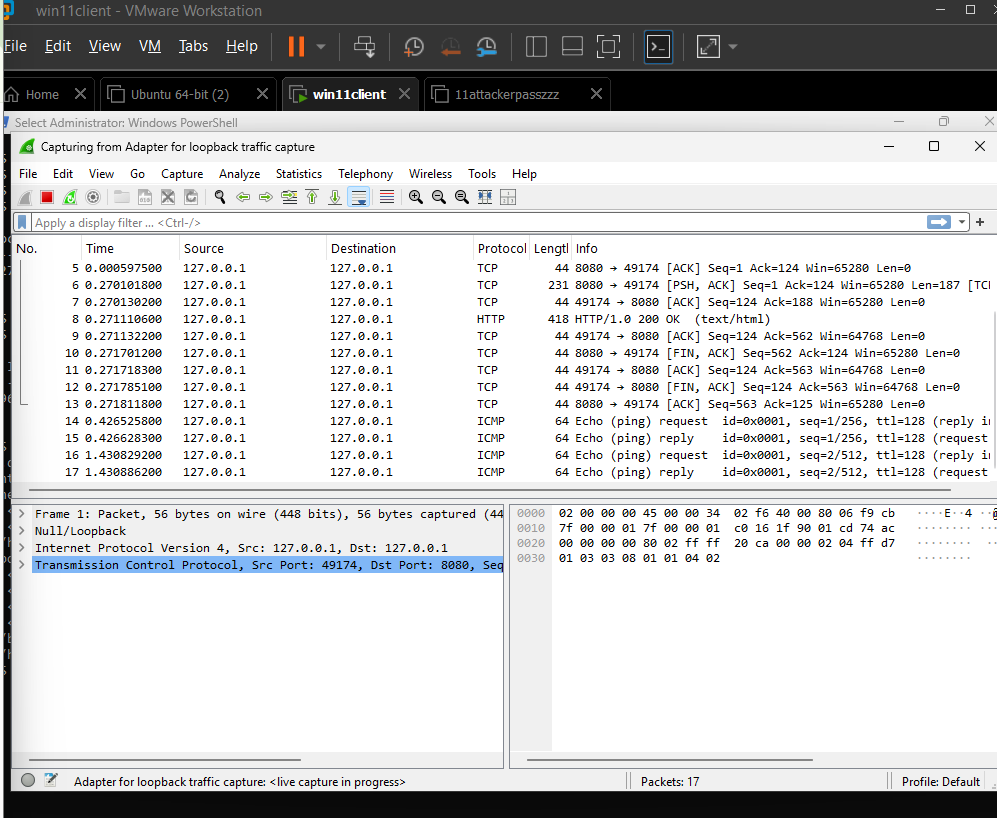 win11client - VMware Workstation
File Edit View VM Tabs Help
Home Ubuntu 64-bit (2) win11client 11attackerpasszzz
Select Administrator: Windows PowerShell
Capturing from Adapter for loopback traffic capture
File Edit View Go Capture Analyze Statistics Telephony Wireless Tools Help
Apply a display filter ... <Ctrl-/>
No. Time Source Destination Protocol Lengtl Info
5 0.000597500 127.0.0.1 127.0.0.1 TCP 44 8080 → 49174 [ACK] Seq=1 Ack=124 Win=65280 Len=0
6 0.270101800 127.0.0.1 127.0.0.1 TCP 231 8080 → 49174 [PSH, ACK] Seq=1 Ack=124 Win=65280 Len=187 [TCI
7 0.270130200 127.0.0.1 127.0.0.1 TCP 44 49174 → 8080 [ACK] Seq=124 Ack=188 Win=65280 Len=0
8 0.271110600 127.0.0.1 127.0.0.1 HTTP 418 HTTP/1.0 200 OK (text/html)
9 0.271132200 127.0.0.1 127.0.0.1 TCP 44 49174 → 8080 [ACK] Seq=124 Ack=562 Win=64768 Len=0
10 0.271701200 127.0.0.1 127.0.0.1 TCP 44 8080 → 49174 [FIN, ACK] Seq=562 Ack=124 Win=65280 Len=0
11 0.271718300 127.0.0.1 127.0.0.1 TCP 44 49174 → 8080 [ACK] Seq=124 Ack=563 Win=64768 Len=0
12 0.271785100 127.0.0.1 127.0.0.1 TCP 44 49174 → 8080 [FIN, ACK] Seq=124 Ack=563 Win=64768 Len=0
13 0.271811800 127.0.0.1 127.0.0.1 TCP 44 8080 → 49174 [ACK] Seq=563 Ack=125 Win=65280 Len=0
14 0.426525800 127.0.0.1 127.0.0.1 ICMP 64 Echo (ping) request id=0x0001, seq=1/256, ttl=128 (reply in
15 0.426628300 127.0.0.1 127.0.0.1 ICMP 64 Echo (ping) reply id=0x0001, seq=1/256, ttl=128 (request
16 1.430829200 127.0.0.1 127.0.0.1 ICMP 64 Echo (ping) request id=0x0001, seq=2/512, ttl=128 (reply in
17 1.430886200 127.0.0.1 127.0.0.1 ICMP 64 Echo (ping) reply id=0x0001, seq=2/512, ttl=128 (request
Frame 1: Packet, 56 bytes on wire (448 bits), 56 bytes captured (44
Null/Loopback
Internet Protocol Version 4, Src: 127.0.0.1, Dst: 127.0.0.1
Transmission Control Protocol, Src Port: 49174, Dst Port: 8080, Seq
0000 02 00 00 00 45 00 00 34 02 f6 40 00 80 06 f9 cb ····E··4 ··@
0010 7f 00 00 01 7f 00 00 01 c0 16 1f 90 01 cd 74 ac ········ ···
0020 00 00 00 00 80 02 ff ff 20 ca 00 00 02 04 ff d7 ········ ···
0030 01 03 03 08 01 01 04 02 ········
Adapter for loopback traffic capture: <live capture in progress> Packets: 17 Profile: Default